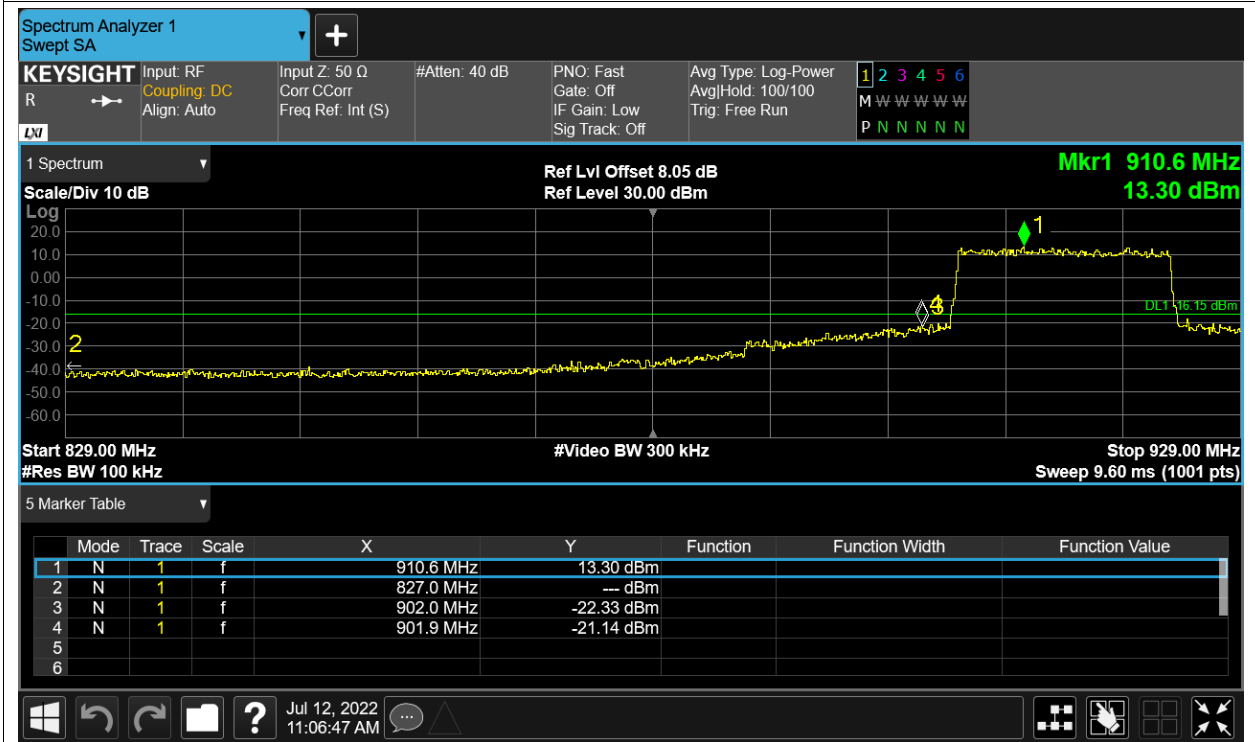 Spectrum Analyzer 1
Swept SA
+
KEYSIGHT
R
LXI
Input: RF
Coupling: DC
Align: Auto
Input Z: 50 Ω
Corr CCorr
Freq Ref: Int (S)
#Atten: 40 dB
PNO: Fast
Gate: Off
IF Gain: Low
Sig Track: Off
Avg Type: Log-Power
Avg|Hold: 100/100
Trig: Free Run
1 2 3 4 5 6
M W W W W W
P N N N N N
1 Spectrum
Scale/Div 10 dB
Ref Lvl Offset 8.05 dB
Ref Level 30.00 dBm
Mkr1 910.6 MHz
13.30 dBm
Log
20.0
10.0
0.00
-10.0
-20.0
-30.0
-40.0
-50.0
-60.0
1
2
3
DL1 -16.15 dBm
Start 829.00 MHz
#Video BW 300 kHz
Stop 929.00 MHz
#Res BW 100 kHz
Sweep 9.60 ms (1001 pts)
5 Marker Table
Mode Trace Scale X Y Function Function Width Function Value
1 N 1 f 910.6 MHz 13.30 dBm
2 N 1 f 827.0 MHz --- dBm
3 N 1 f 902.0 MHz -22.33 dBm
4 N 1 f 901.9 MHz -21.14 dBm
5
6
?
Jul 12, 2022
11:06:47 AM